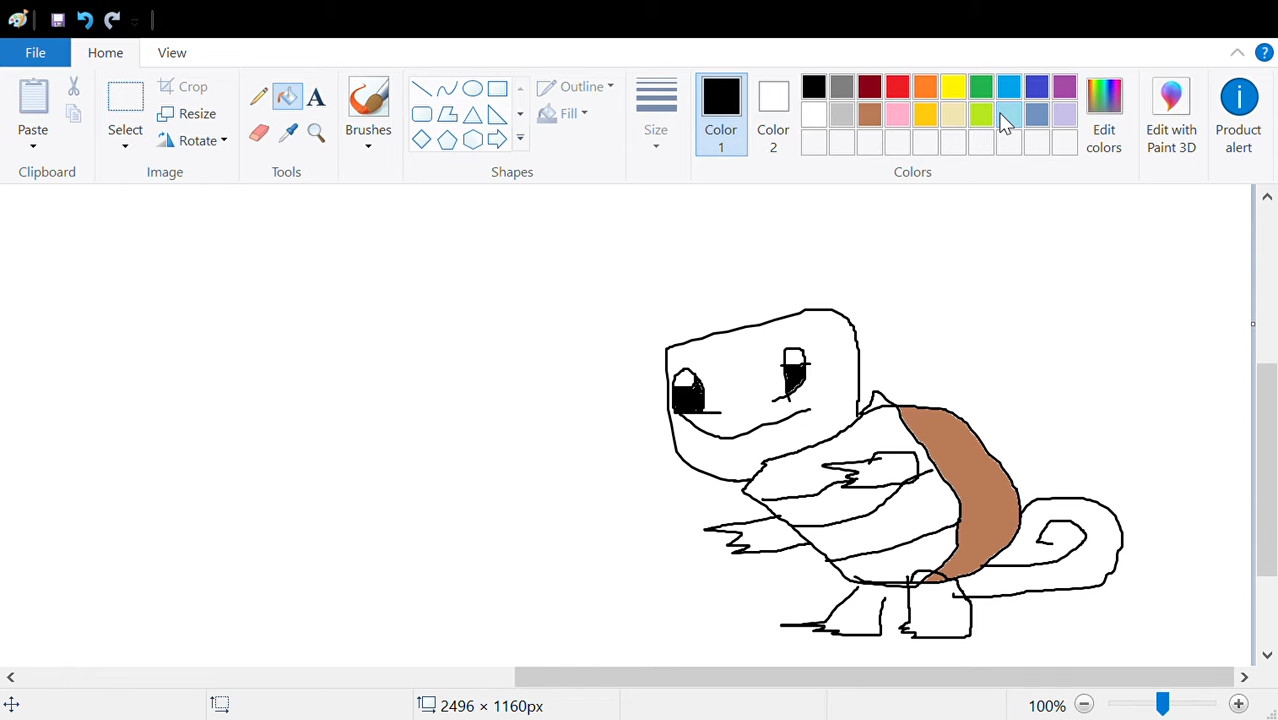 File Home View
Paste
Clipboard
Select
Crop
Resize
Rotate
Image
A
Tools
Brushes
Shapes
Outline
Fill
Size
Color 1
Color 2
Colors
Edit colors
Edit with Paint 3D
Product alert
2496 × 1160px
100%